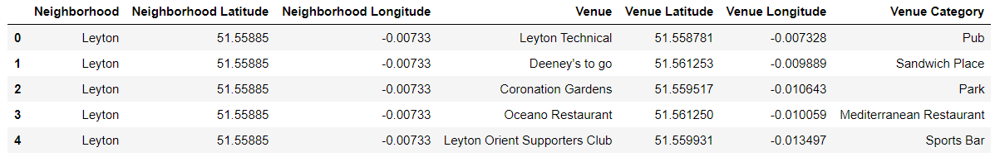 Neighborhood Neighborhood Latitude Neighborhood Longitude Venue Venue Latitude Venue Longitude Venue Category
0 Leyton 51.55885 -0.00733 Leyton Technical 51.558781 -0.007328 Pub
1 Leyton 51.55885 -0.00733 Deeney's to go 51.561253 -0.009889 Sandwich Place
2 Leyton 51.55885 -0.00733 Coronation Gardens 51.559517 -0.010643 Park
3 Leyton 51.55885 -0.00733 Oceano Restaurant 51.561250 -0.010059 Mediterranean Restaurant
4 Leyton 51.55885 -0.00733 Leyton Orient Supporters Club 51.559931 -0.013497 Sports Bar